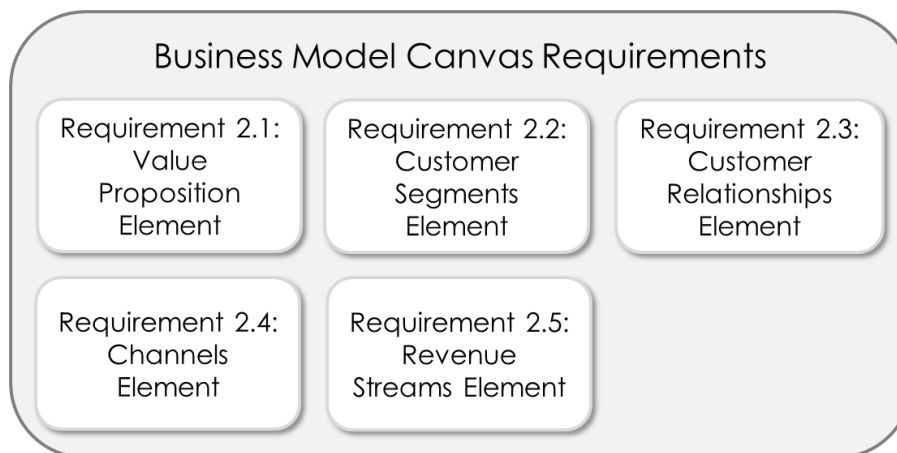 Business Model Canvas Requirements
Requirement 2.1:
Value
Proposition
Element
Requirement 2.2:
Customer
Segments
Element
Requirement 2.3:
Customer
Relationships
Element
Requirement 2.4:
Channels
Element
Requirement 2.5:
Revenue
Streams Element